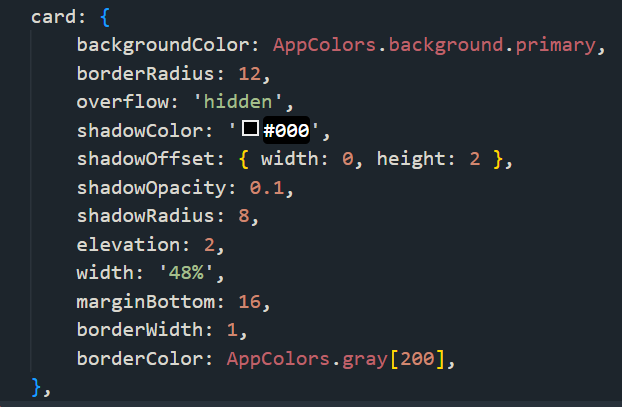 card: {
backgroundColor: AppColors.background.primary,
borderRadius: 12,
overflow: 'hidden',
shadowColor: '#000',
shadowOffset: { width: 0, height: 2 },
shadowOpacity: 0.1,
shadowRadius: 8,
elevation: 2,
width: '48%',
marginBottom: 16,
borderWidth: 1,
borderColor: AppColors.gray[200],
},